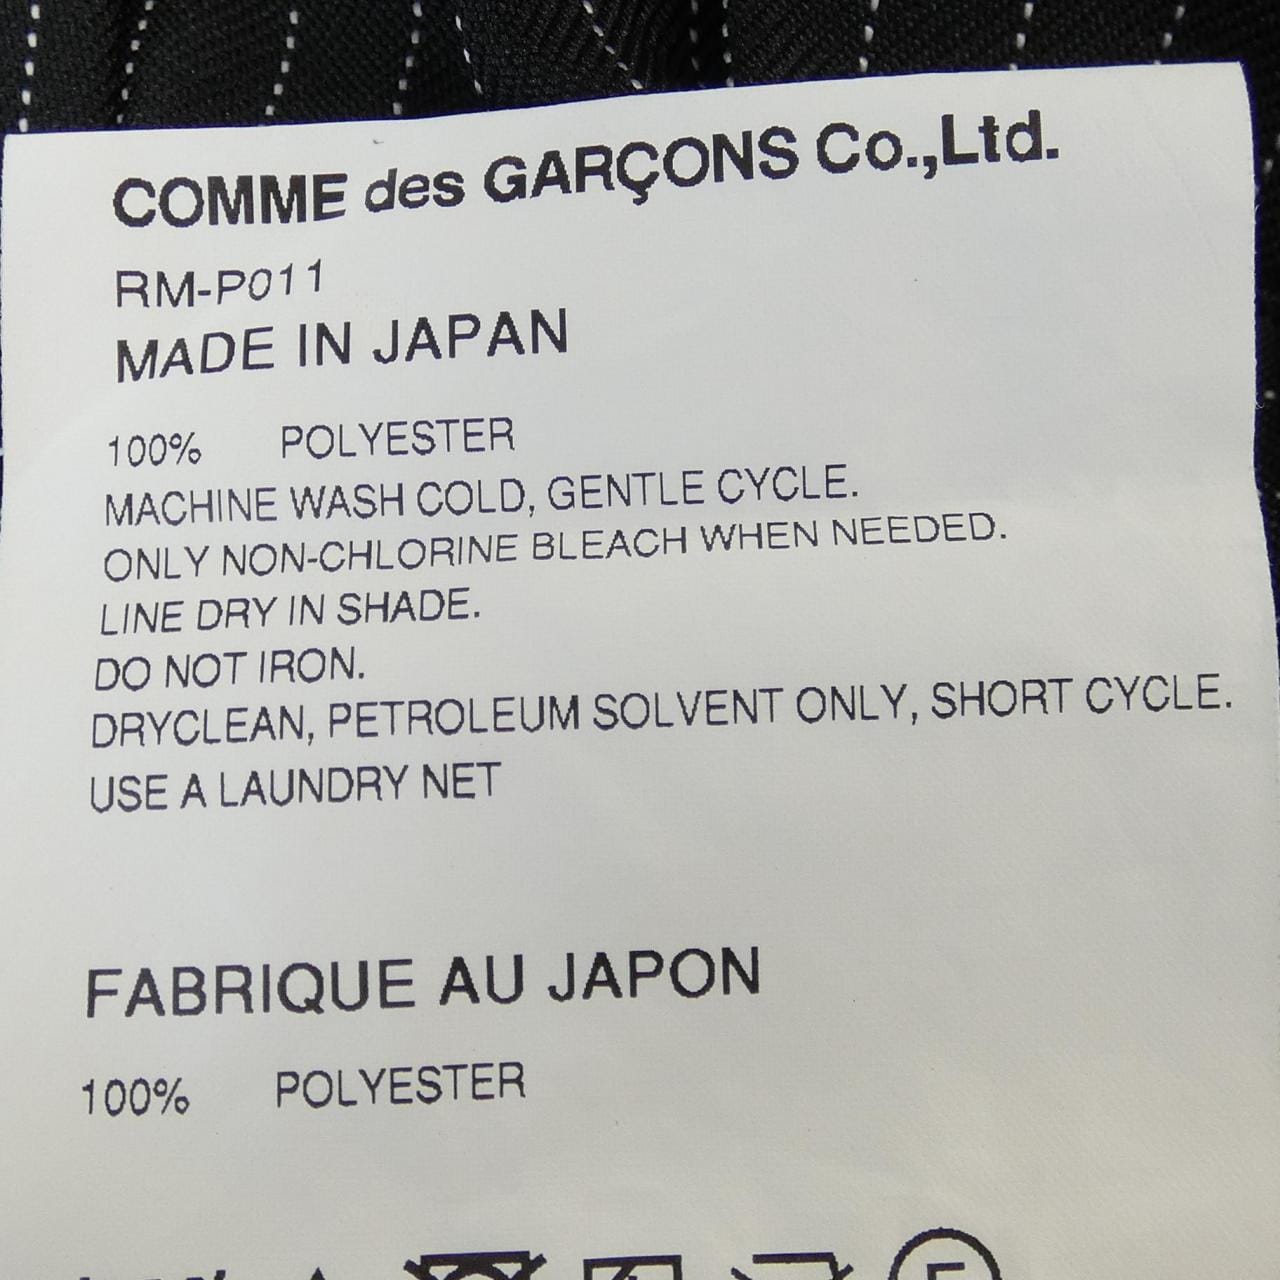 COMME des GARÇONS Co.,Ltd.
RM-P011
MADE IN JAPAN
100% POLYESTER
MACHINE WASH COLD, GENTLE CYCLE.
ONLY NON-CHLORINE BLEACH WHEN NEEDED.
LINE DRY IN SHADE.
DO NOT IRON.
DRYCLEAN, PETROLEUM SOLVENT ONLY, SHORT CYCLE.
USE A LAUNDRY NET
FABRIQUE AU JAPON
100% POLYESTER
F